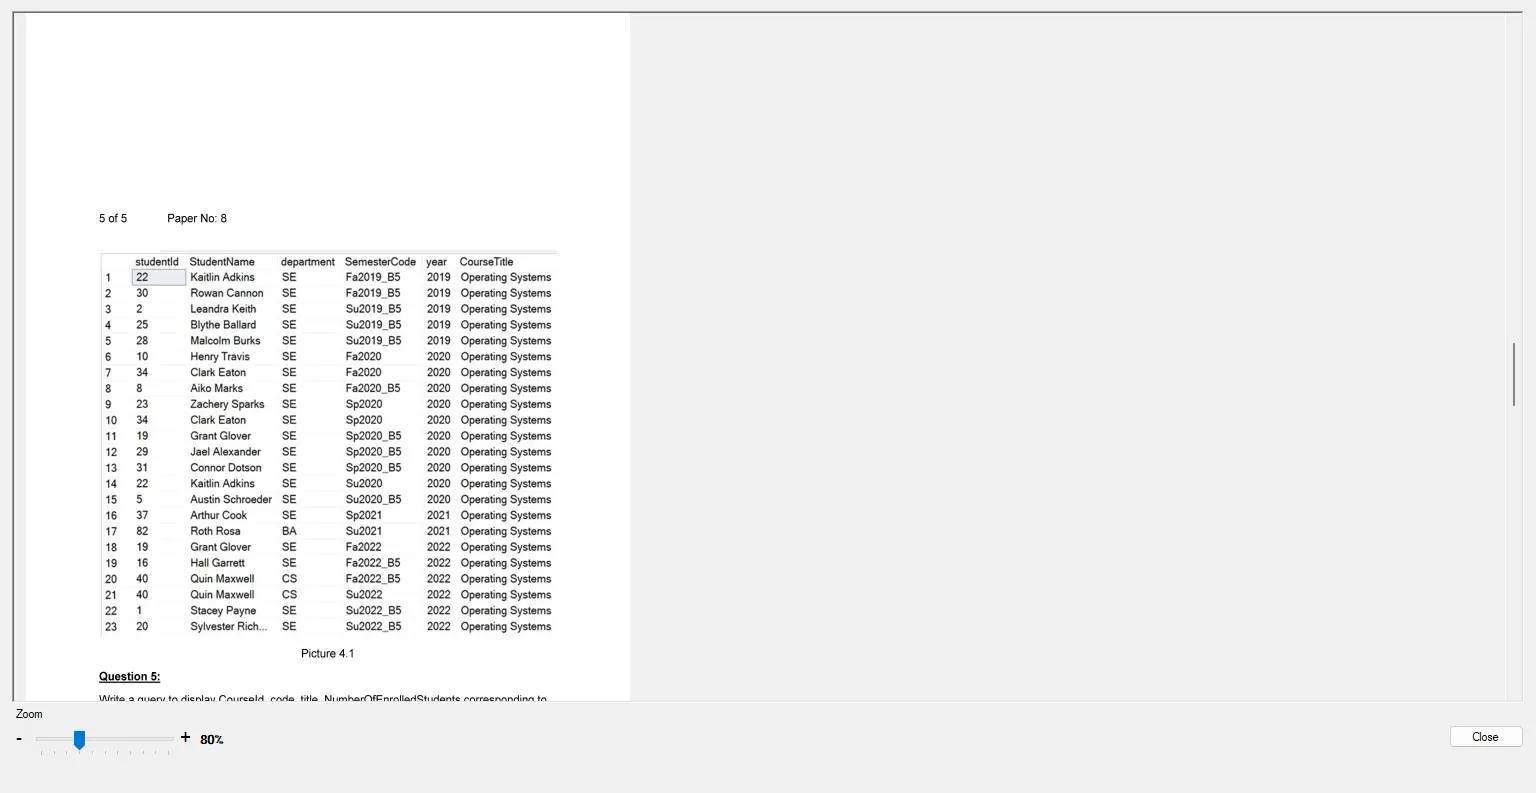 5 of 5 Paper No: 8
studentId StudentName department SemesterCode year CourseTitle
1 22 Kaitlin Adkins SE Fa2019_B5 2019 Operating Systems
2 30 Rowan Cannon SE Fa2019_B5 2019 Operating Systems
3 2 Leandra Keith SE Su2019_B5 2019 Operating Systems
4 25 Blythe Ballard SE Su2019_B5 2019 Operating Systems
5 28 Malcolm Burks SE Su2019_B5 2019 Operating Systems
6 10 Henry Travis SE Fa2020 2020 Operating Systems
7 34 Clark Eaton SE Fa2020 2020 Operating Systems
8 8 Aiko Marks SE Fa2020_B5 2020 Operating Systems
9 23 Zachery Sparks SE Sp2020 2020 Operating Systems
10 34 Clark Eaton SE Sp2020 2020 Operating Systems
11 19 Grant Glover SE Sp2020_B5 2020 Operating Systems
12 29 Jael Alexander SE Sp2020_B5 2020 Operating Systems
13 31 Connor Dotson SE Sp2020_B5 2020 Operating Systems
14 22 Kaitlin Adkins SE Su2020 2020 Operating Systems
15 5 Austin Schroeder SE Su2020_B5 2020 Operating Systems
16 37 Arthur Cook SE Sp2021 2021 Operating Systems
17 82 Roth Rosa BA Su2021 2021 Operating Systems
18 19 Grant Glover SE Fa2022 2022 Operating Systems
19 16 Hall Garrett SE Fa2022_B5 2022 Operating Systems
20 40 Quin Maxwell CS Fa2022_B5 2022 Operating Systems
21 40 Quin Maxwell CS Su2022 2022 Operating Systems
22 1 Stacey Payne SE Su2022_B5 2022 Operating Systems
23 20 Sylvester Rich... SE Su2022_B5 2022 Operating Systems
Picture 4.1
Question 5:
Write a query to display CourseId, code, title, NumberOfEnrolledStudents corresponding to
Zoom
- + 80%
Close